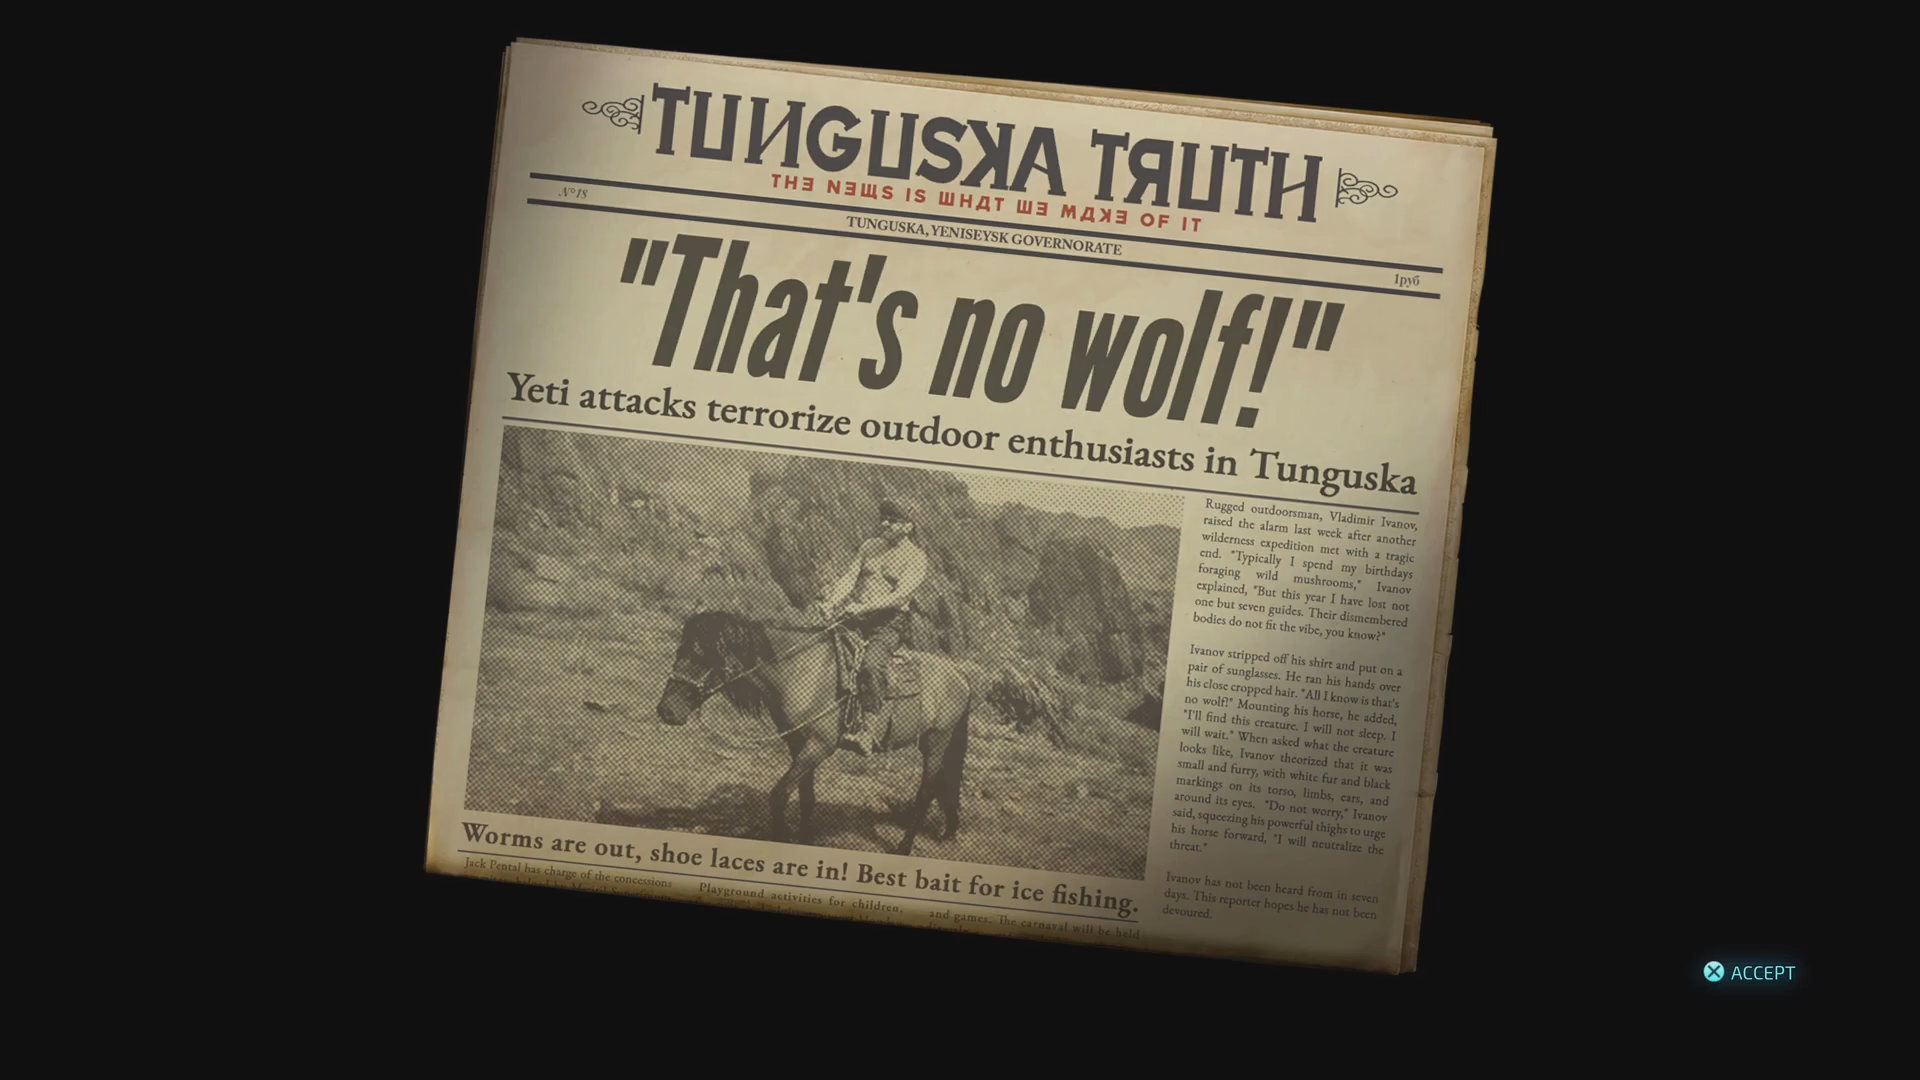 TUИGUSKA TЯUTH
THE NEШS IS ШHAT ШE MAKE OF IT
N°18
TUNGUSKA, YENISEYSK GOVERNORATE
1руб
"That's no wolf!"
Yeti attacks terrorize outdoor enthusiasts in Tunguska
Rugged outdoorsman, Vladimir Ivanov,
raised the alarm last week after another
wilderness expedition met with a tragic
end. "Typically I spend my birthdays
foraging wild mushrooms," Ivanov
explained, "But this year I have lost not
one but seven guides. Their dismembered
bodies do not fit the vibe, you know?"
Ivanov stripped off his shirt and put on a
pair of sunglasses. He ran his hands over
his close cropped hair. "All I know is that's
no wolf!" Mounting his horse, he added,
"I'll find this creature. I will not sleep. I
will wait." When asked what the creature
looks like, Ivanov theorized that it was
small and furry, with white fur and black
markings on its torso, limbs, ears, and
around its eyes. "Do not worry," Ivanov
said, squeezing his powerful thighs to urge
his horse forward, "I will neutralize the
threat."
Ivanov has not been heard from in seven
days. This reporter hopes he has not been
devoured.
Worms are out, shoe laces are in! Best bait for ice fishing.
Jack Pental has charge of the concessions
Playground activities for children,
and games. The carnaval will be held
ACCEPT